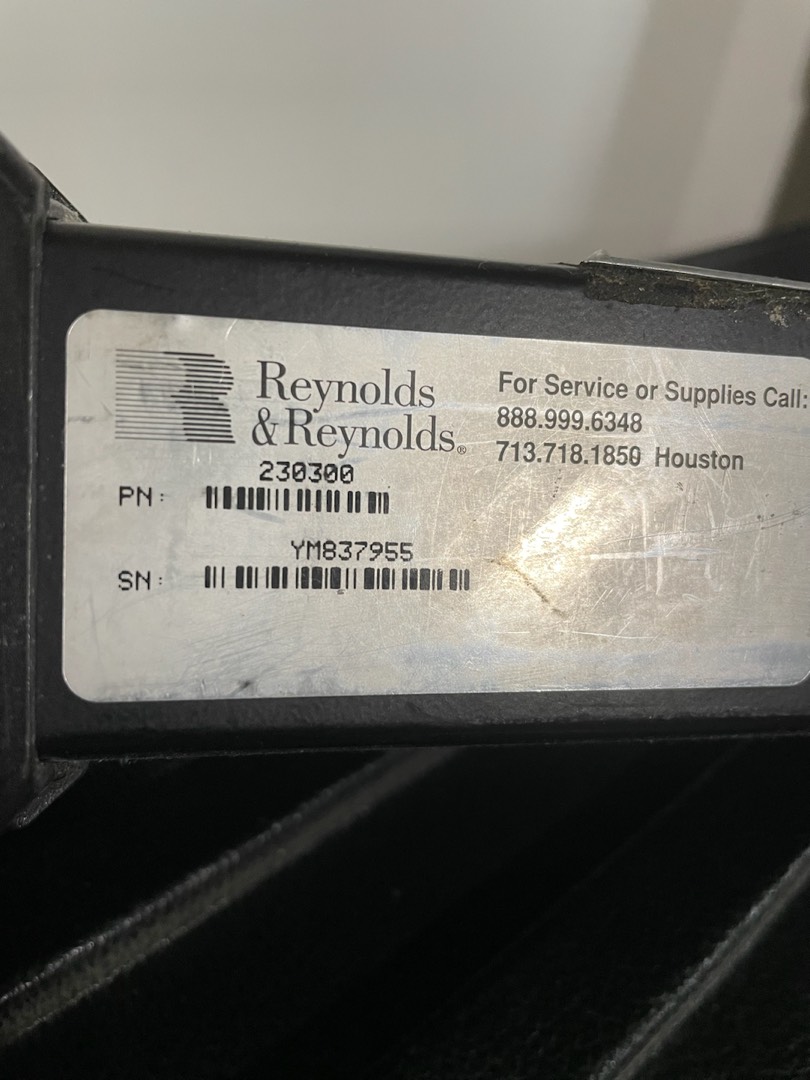 Reynolds
&Reynolds®
For Service or Supplies Call:
888.999.6348
713.718.1850 Houston
230300
PN:
YM837955
SN: